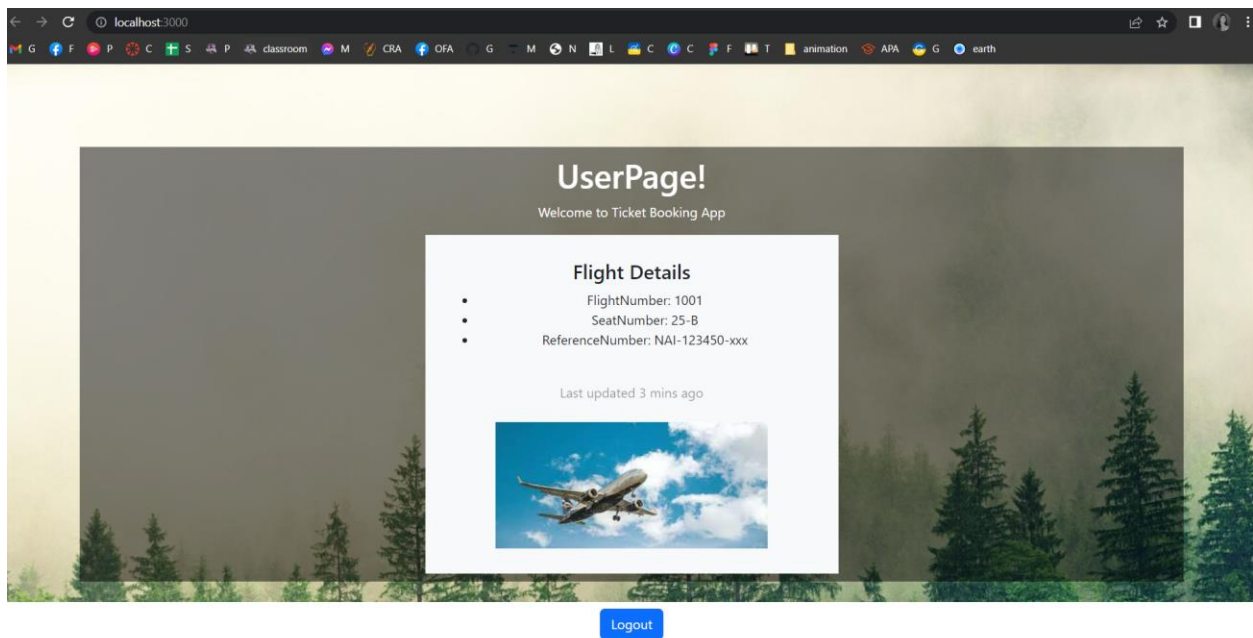 localhost:3000
G F P C S P classroom M CRA OFA G M N L C C F T animation APA G earth
UserPage!
Welcome to Ticket Booking App
Flight Details
• FlightNumber: 1001
• SeatNumber: 25-B
• ReferenceNumber: NAI-123450-xxx
Last updated 3 mins ago
Logout